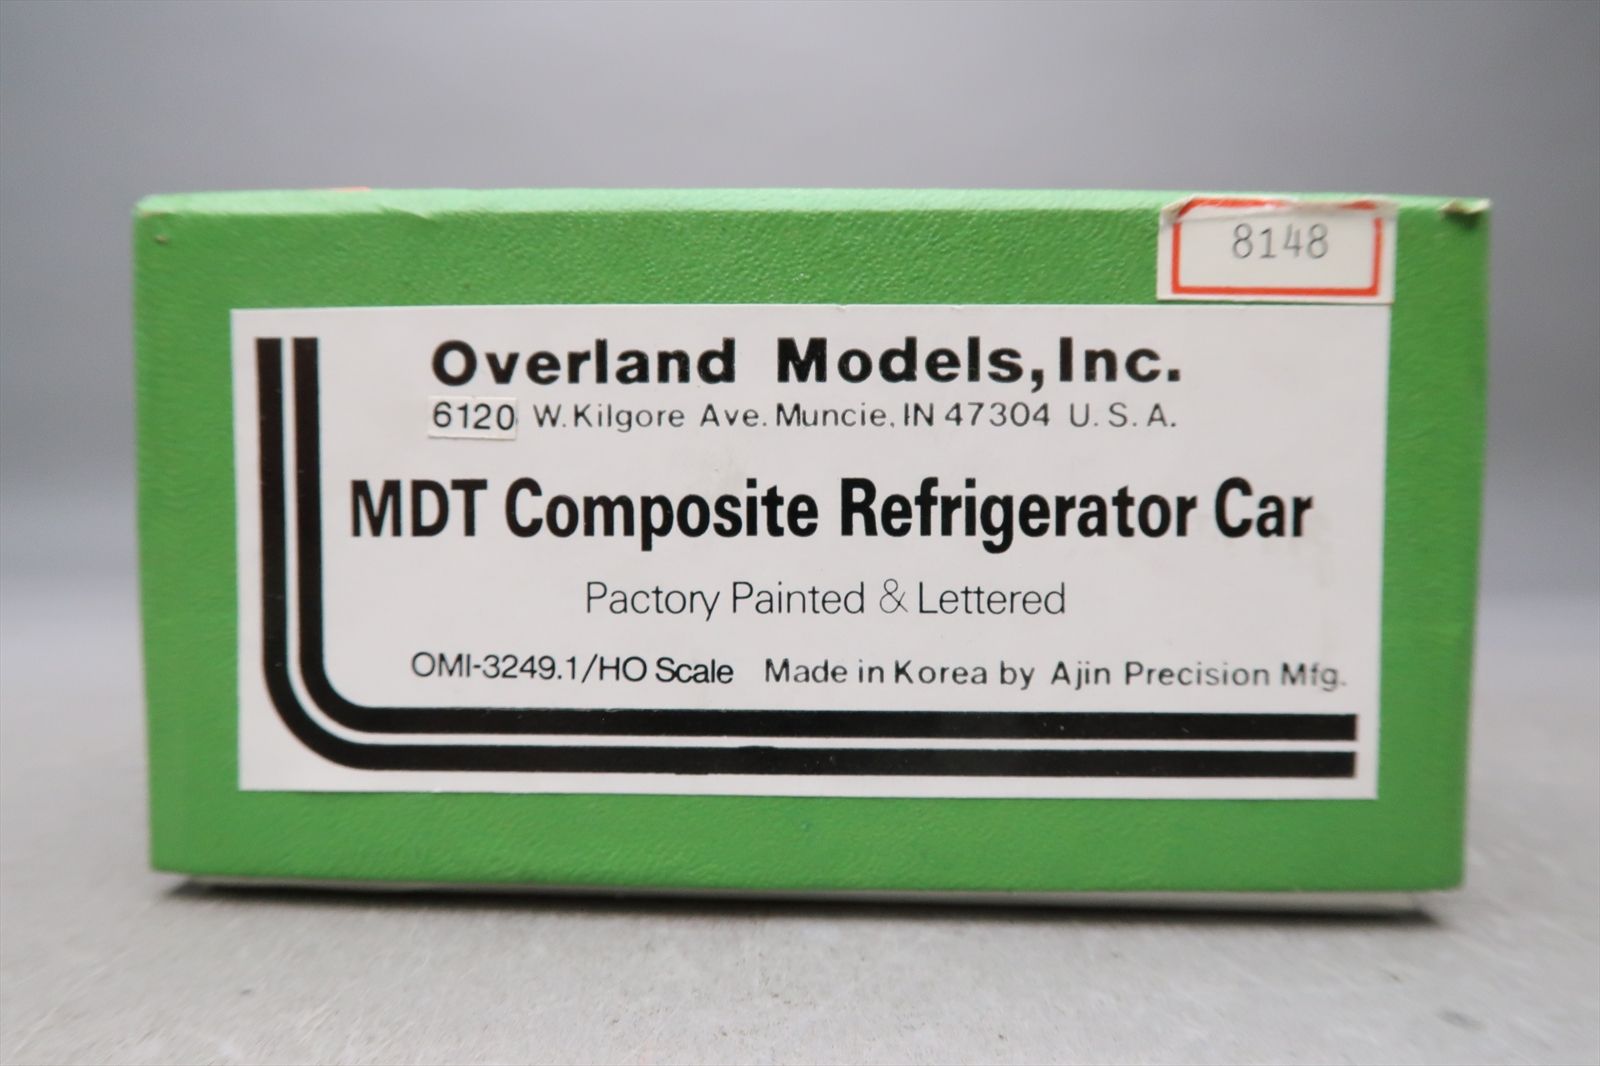 8148
Overland Models, Inc.
6120 W. Kilgore Ave. Muncie, IN 47304 U. S. A.
MDT Composite Refrigerator Car
Pactory Painted & Lettered
OMI-3249.1/HO Scale Made in Korea by Ajin Precision Mfg.